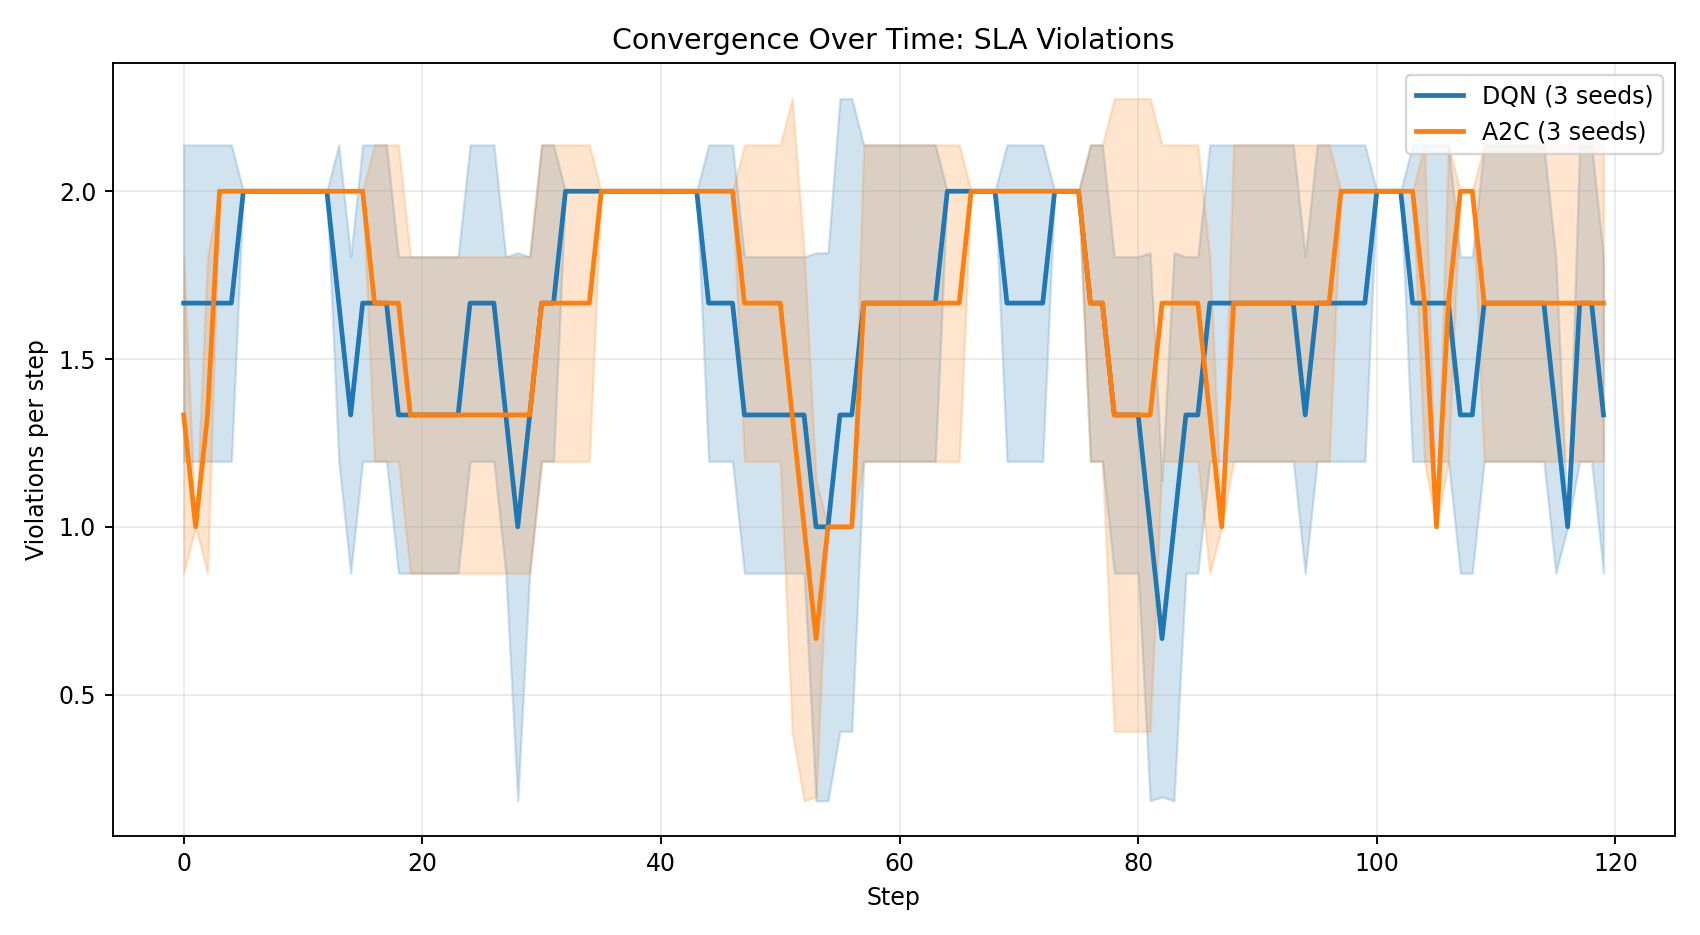 Convergence Over Time: SLA Violations
DQN (3 seeds)
A2C (3 seeds)
Violations per step
2.0
1.5
1.0
0.5
0
20
40
60
80
100
120
Step